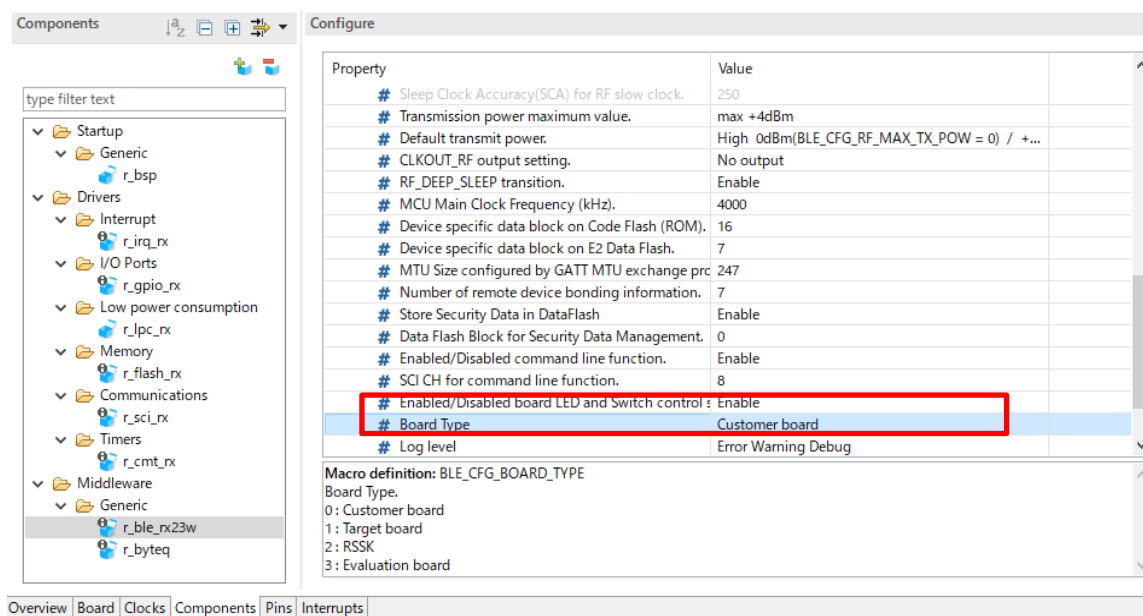 Components
type filter text
Startup
Generic
r_bsp
Drivers
Interrupt
r_irq_rx
I/O Ports
r_gpio_rx
Low power consumption
r_lpc_rx
Memory
r_flash_rx
Communications
r_sci_rx
Timers
r_cmt_rx
Middleware
Generic
r_ble_rx23w
r_byteq
Configure
Property Value
# Sleep Clock Accuracy(SCA) for RF slow clock. 250
# Transmission power maximum value. max +4dBm
# Default transmit power. High 0dBm(BLE_CFG_RF_MAX_TX_POW = 0) / +...
# CLKOUT_RF output setting. No output
# RF_DEEP_SLEEP transition. Enable
# MCU Main Clock Frequency (kHz). 4000
# Device specific data block on Code Flash (ROM). 16
# Device specific data block on E2 Data Flash. 7
# MTU Size configured by GATT MTU exchange prc 247
# Number of remote device bonding information. 7
# Store Security Data in DataFlash Enable
# Data Flash Block for Security Data Management. 0
# Enabled/Disabled command line function. Enable
# SCI CH for command line function. 8
# Enabled/Disabled board LED and Switch control s Enable
# Board Type Customer board
# Log level Error Warning Debug
Macro definition: BLE_CFG_BOARD_TYPE
Board Type.
0 : Customer board
1 : Target board
2 : RSSK
3 : Evaluation board
Overview Board Clocks Components Pins Interrupts